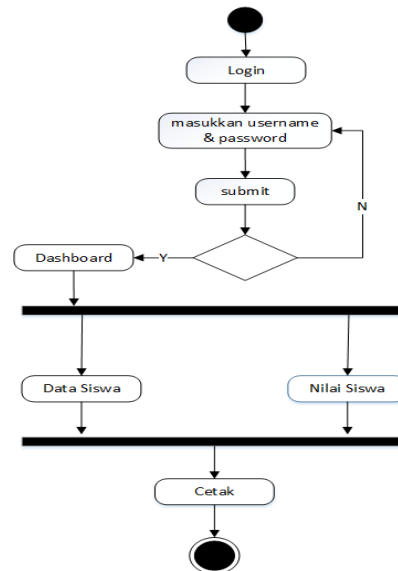 Login
masukkan username
& password
submit
N
Y
Dashboard
Data Siswa
Nilai Siswa
Cetak